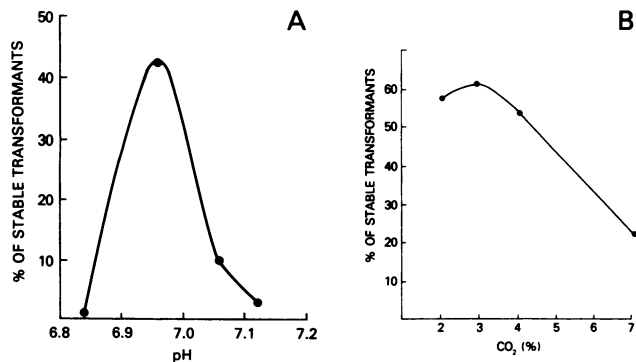 A
% OF STABLE TRANSFORMANTS
50
40
30
20
10
6.8 6.9 7.0 7.1 7.2
pH
B
% OF STABLE TRANSFORMANTS
60
50
40
30
20
10
2 3 4 5 6 7
CO₂ (%)